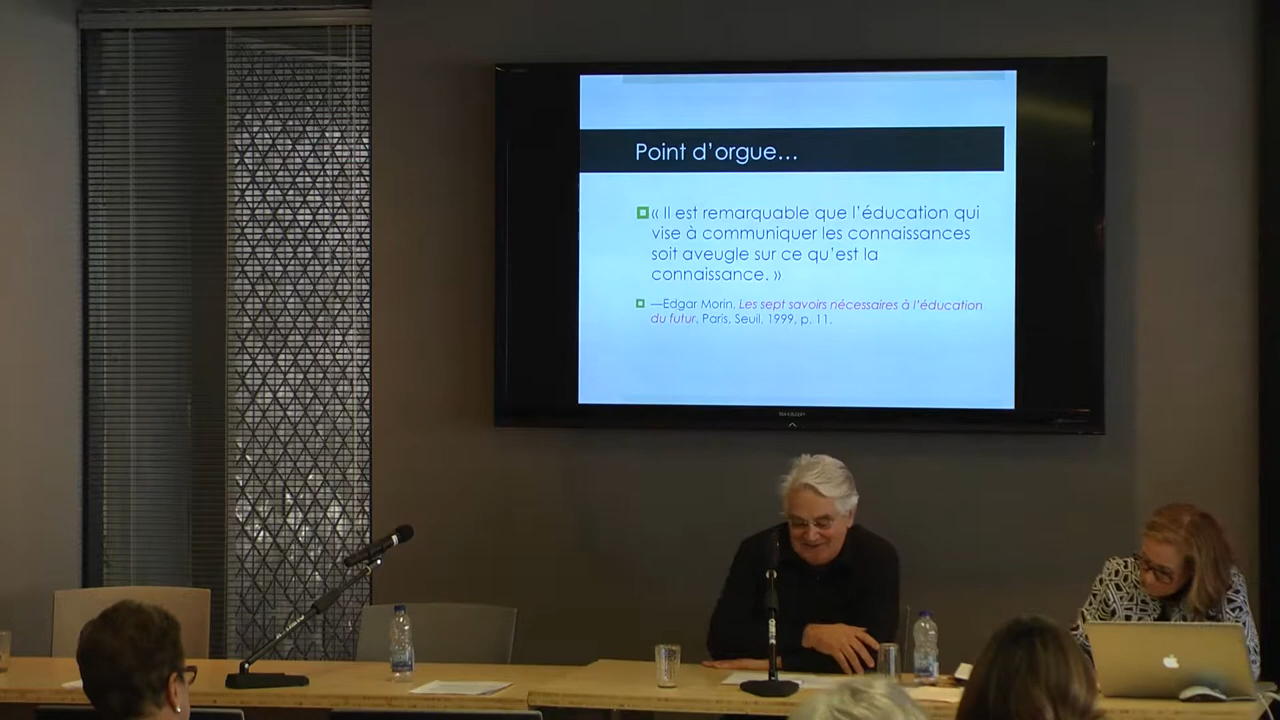 Point d'orgue...
« Il est remarquable que l'éducation qui
vise à communiquer les connaissances
soit aveugle sur ce qu'est la
connaissance. »
—Edgar Morin, Les sept savoirs nécessaires à l'éducation
du futur, Paris, Seuil, 1999, p. 11.